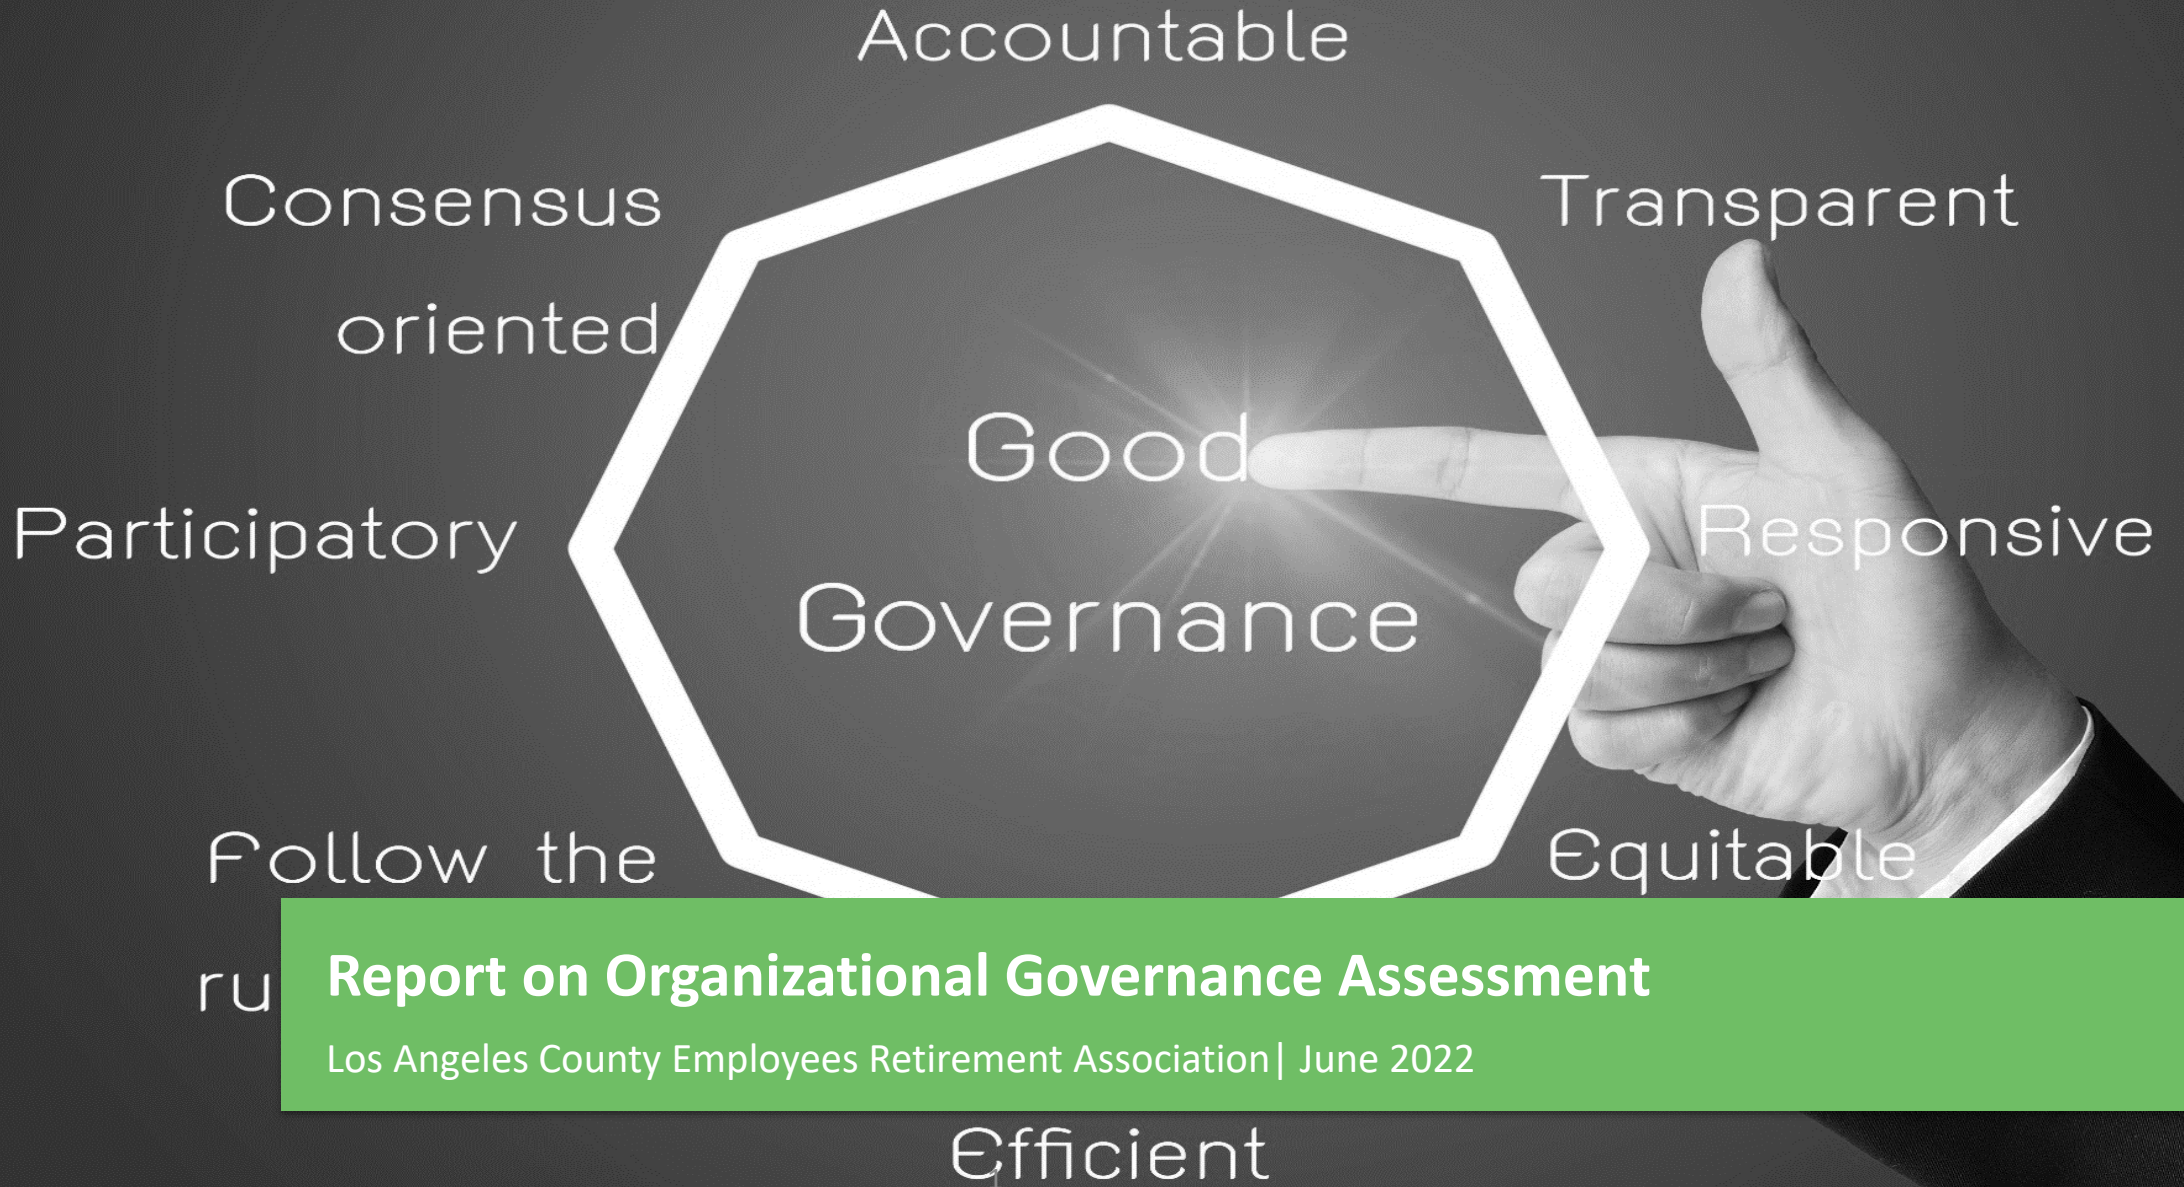 Accountable
Consensus
oriented
Transparent
Good
Governance
Participatory
Responsive
Follow the
Equitable
Report on Organizational Governance Assessment
Los Angeles County Employees Retirement Association| June 2022
Efficient
1